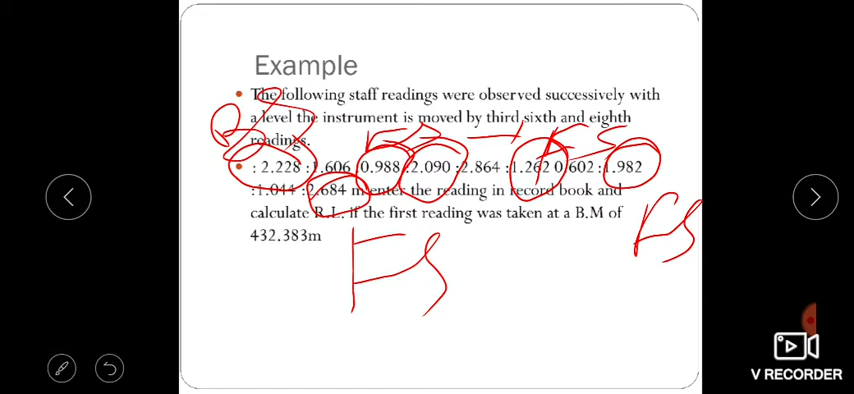 Example
• The following staff readings were observed successively with
a level the instrument is moved by third sixth and eighth
readings.
• : 2.228 :1.606 :0.988 :2.090 :2.864 :1.262 0.602 :1.982
:1.044 :2.684 m enter the reading in record book and
calculate R.L. if the first reading was taken at a B.M of
432.383m
BS
FS
FS
FS
FS
V RECORDER